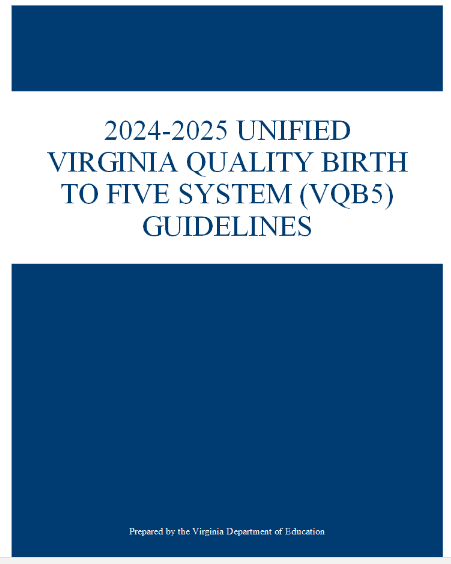 2024-2025 UNIFIED
VIRGINIA QUALITY BIRTH
TO FIVE SYSTEM (VQB5)
GUIDELINES
Prepared by the Virginia Department of Education